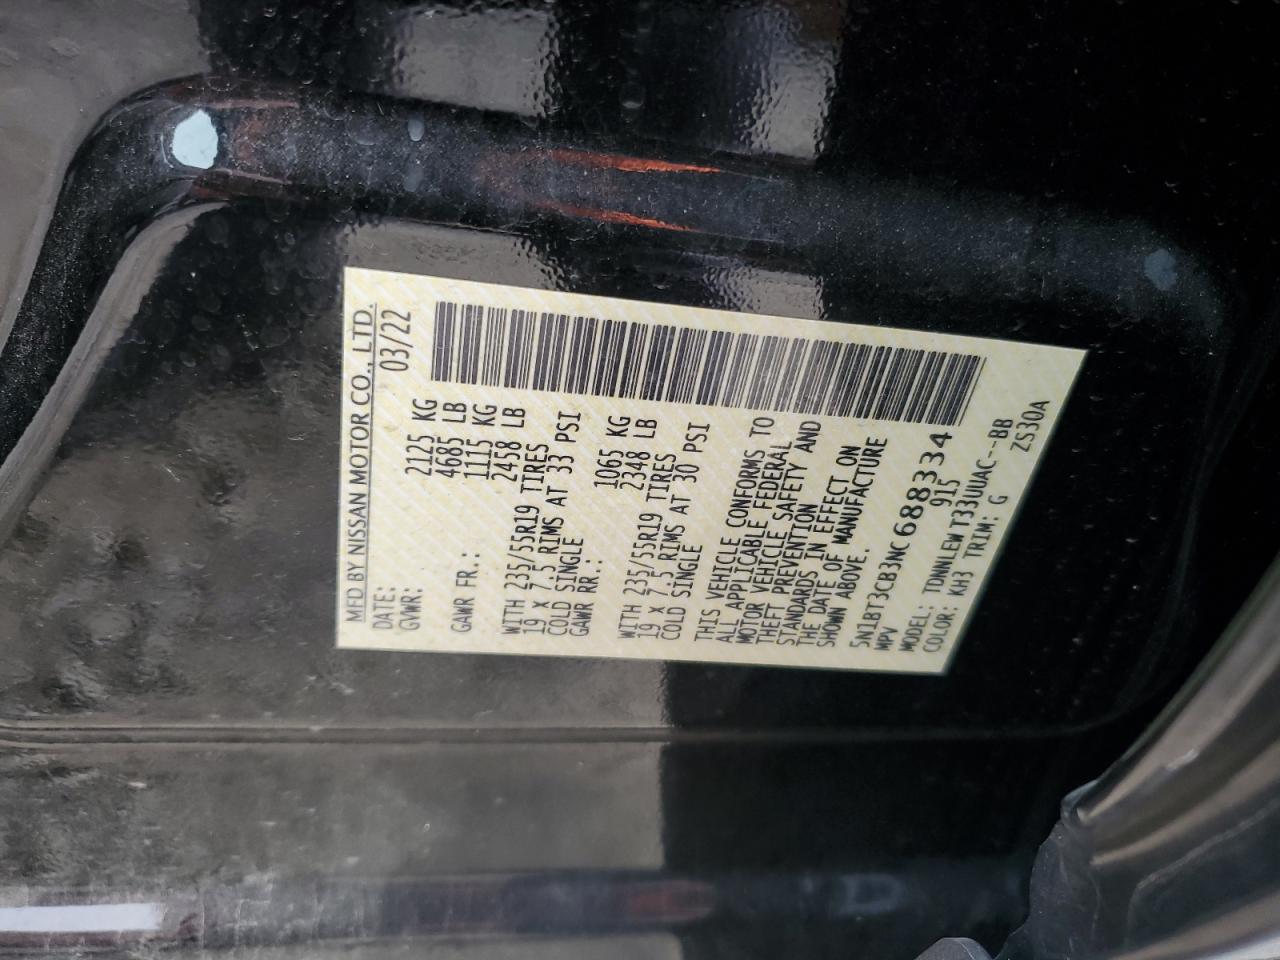 MFD BY NISSAN MOTOR CO., LTD.
DATE: 03/22
GVWR: 2125 KG
4685 LB
GAWR FR.: 1115 KG
2458 LB
WITH 235/55R19 TIRES
19 X 7.5 RIMS AT 33 PSI
COLD SINGLE
GAWR RR.: 1065 KG
2348 LB
WITH 235/55R19 TIRES
19 X 7.5 RIMS AT 30 PSI
COLD SINGLE
THIS VEHICLE CONFORMS TO
ALL APPLICABLE FEDERAL
MOTOR VEHICLE SAFETY AND
THEFT PREVENTION
STANDARDS IN EFFECT ON
THE DATE OF MANUFACTURE
SHOWN ABOVE.
5N1BT3CB3NC688334
MPV 915
MODEL: TDNNLEWT33UUAC--BB
COLOR: KH3 TRIM: G ZS30A